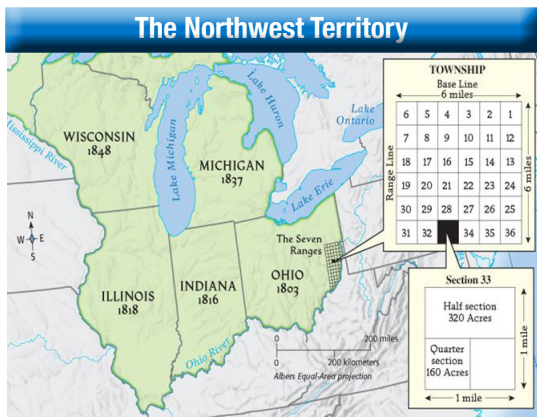 The Northwest Territory
TOWNSHIP
Base Line
6 miles
Range Line
6 5 4 3 2 1
7 8 9 10 11 12
18 17 16 15 14 13
19 20 21 22 23 24
30 29 28 27 26 25
31 32 34 35 36
6 miles
Lake Huron
Lake
Ontario
Mississippi River
WISCONSIN
1848
Lake Michigan
MICHIGAN
1837
Lake Erie
N
W E
S
The Seven
Ranges
ILLINOIS
1818
INDIANA
1816
OHIO
1803
Ohio River
0 200 miles
0 200 kilometers
Albers Equal-Area projection
Section 33
Half section
320 Acres
Quarter
section
160 Acres
1 mile
1 mile